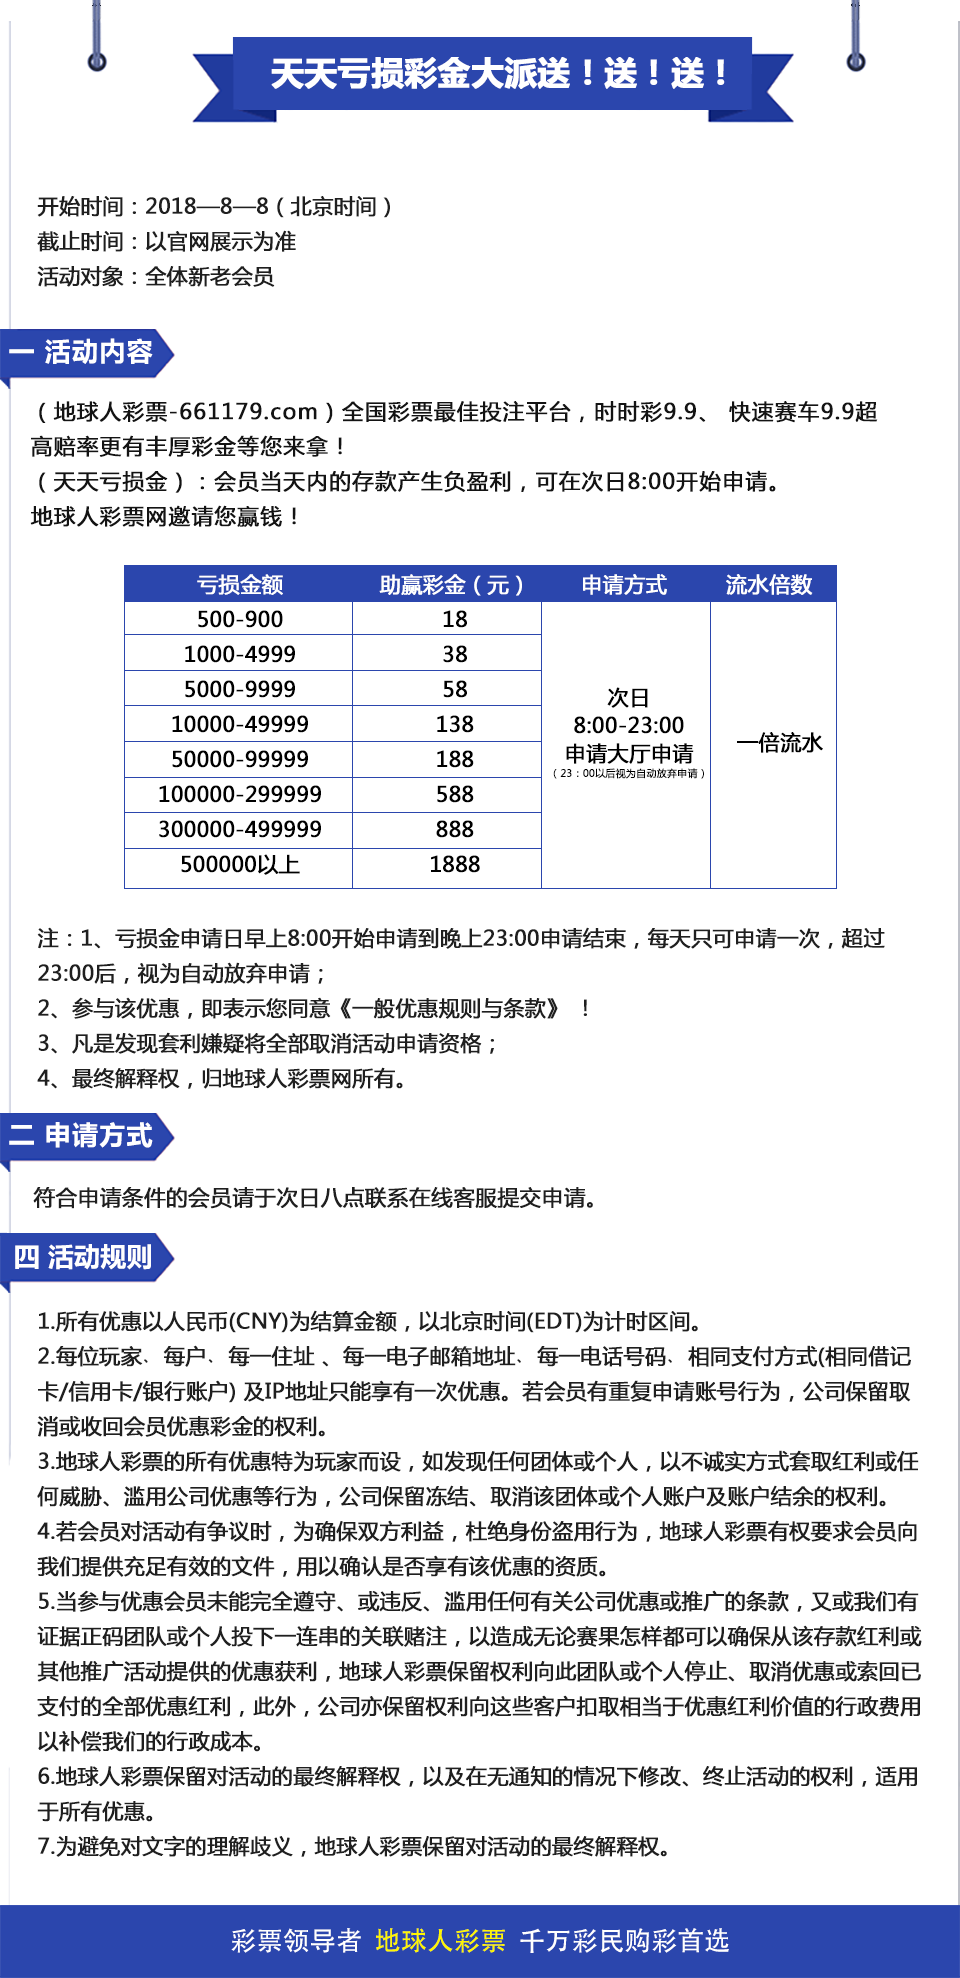 天天亏损彩金大派送！送！送！
开始时间：2018—8—8（北京时间）
截止时间：以官网展示为准
活动对象：全体新老会员
一 活动内容
（地球人彩票-661179.com）全国彩票最佳投注平台，时时彩9.9、 快速赛车9.9超
高赔率更有丰厚彩金等您来拿！
（天天亏损金）：会员当天内的存款产生负盈利，可在次日8:00开始申请。
地球人彩票网邀请您赢钱！
亏损金额 助赢彩金（元） 申请方式 流水倍数
500-900 18
1000-4999 38
5000-9999 58
10000-49999 138
50000-99999 188
100000-299999 588
300000-499999 888
500000以上 1888
次日
8:00-23:00
申请大厅申请
（23：00以后视为自动放弃申请）
一倍流水
注：1、亏损金申请日早上8:00开始申请到晚上23:00申请结束，每天只可申请一次，超过
23:00后，视为自动放弃申请；
2、参与该优惠，即表示您同意《一般优惠规则与条款》 ！
3、凡是发现套利嫌疑将全部取消活动申请资格；
4、最终解释权，归地球人彩票网所有。
二 申请方式
符合申请条件的会员请于次日八点联系在线客服提交申请。
四 活动规则
1.所有优惠以人民币(CNY)为结算金额，以北京时间(EDT)为计时区间。
2.每位玩家、每户、每一住址 、每一电子邮箱地址、每一电话号码、相同支付方式(相同借记
卡/信用卡/银行账户) 及IP地址只能享有一次优惠。若会员有重复申请账号行为，公司保留取
消或收回会员优惠彩金的权利。
3.地球人彩票的所有优惠特为玩家而设，如发现任何团体或个人，以不诚实方式套取红利或任
何威胁、滥用公司优惠等行为，公司保留冻结、取消该团体或个人账户及账户结余的权利。
4.若会员对活动有争议时，为确保双方利益，杜绝身份盗用行为，地球人彩票有权要求会员向
我们提供充足有效的文件，用以确认是否享有该优惠的资质。
5.当参与优惠会员未能完全遵守、或违反、滥用任何有关公司优惠或推广的条款，又或我们有
证据正码团队或个人投下一连串的关联赌注，以造成无论赛果怎样都可以确保从该存款红利或
其他推广活动提供的优惠获利，地球人彩票保留权利向此团队或个人停止、取消优惠或索回已
支付的全部优惠红利，此外，公司亦保留权利向这些客户扣取相当于优惠红利价值的行政费用
以补偿我们的行政成本。
6.地球人彩票保留对活动的最终解释权，以及在无通知的情况下修改、终止活动的权利，适用
于所有优惠。
7.为避免对文字的理解歧义，地球人彩票保留对活动的最终解释权。
彩票领导者 地球人彩票 千万彩民购彩首选